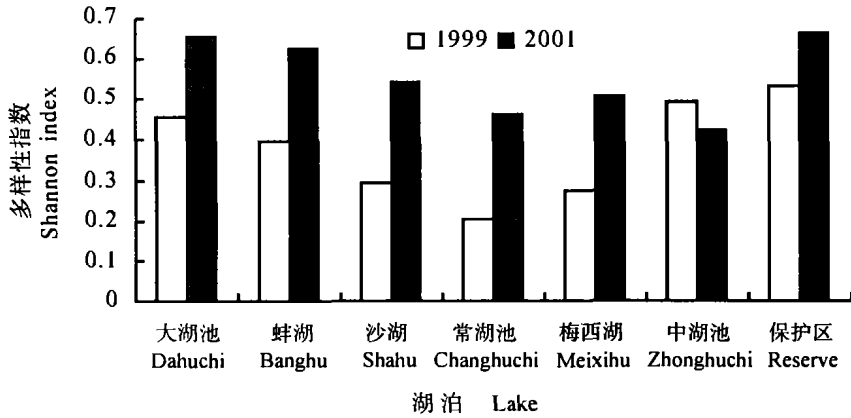 0.7
0.6
0.5
0.4
0.3
0.2
0.1
0
多样性指数
Shannon index
1999 2001
大湖池 蚌湖 沙湖 常湖池 梅西湖 中湖池 保护区
Dahuchi Banghu Shahu Changhuchi Meixihu Zhonghuchi Reserve
湖泊 Lake